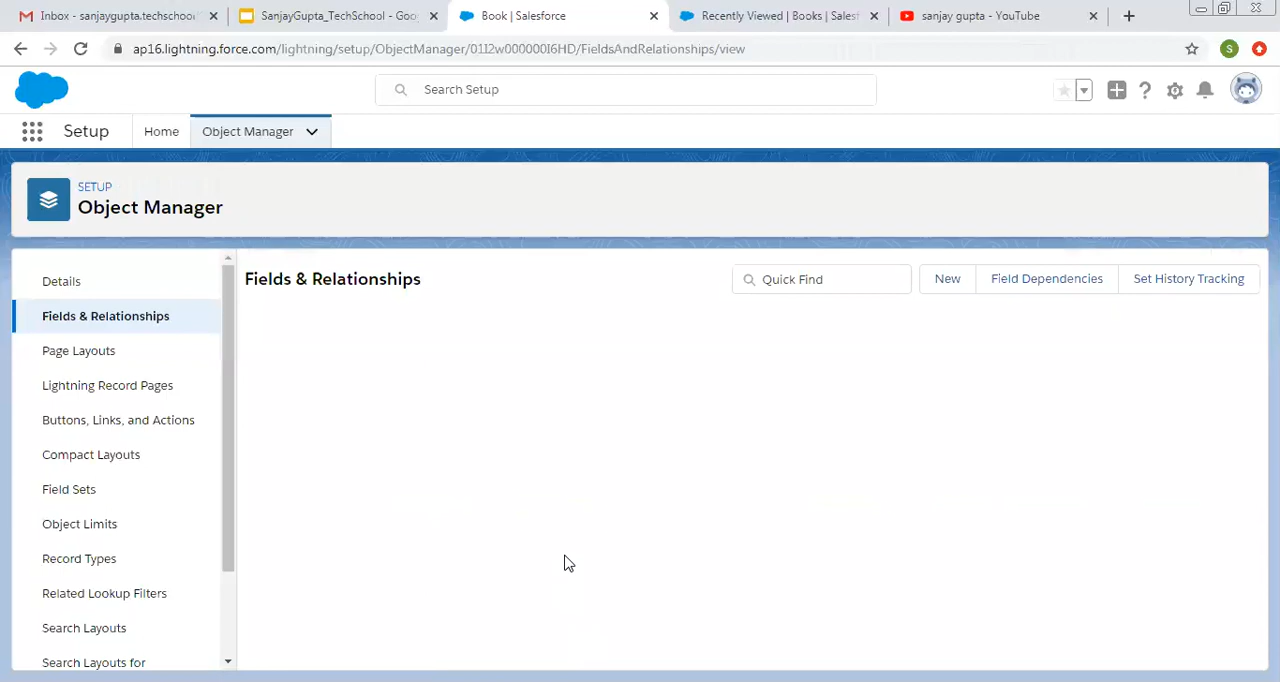 Inbox - sanjaygupta.techschool
SanjayGupta_TechSchool - Goo
Book | Salesforce
Recently Viewed | Books | Salesf
sanjay gupta - YouTube
ap16.lightning.force.com/lightning/setup/ObjectManager/01I2w000000I6HD/FieldsAndRelationships/view
S
Search Setup
Setup
Home
Object Manager
SETUP
Object Manager
Details
Fields & Relationships
Page Layouts
Lightning Record Pages
Buttons, Links, and Actions
Compact Layouts
Field Sets
Object Limits
Record Types
Related Lookup Filters
Search Layouts
Search Layouts for
Fields & Relationships
Quick Find
New
Field Dependencies
Set History Tracking